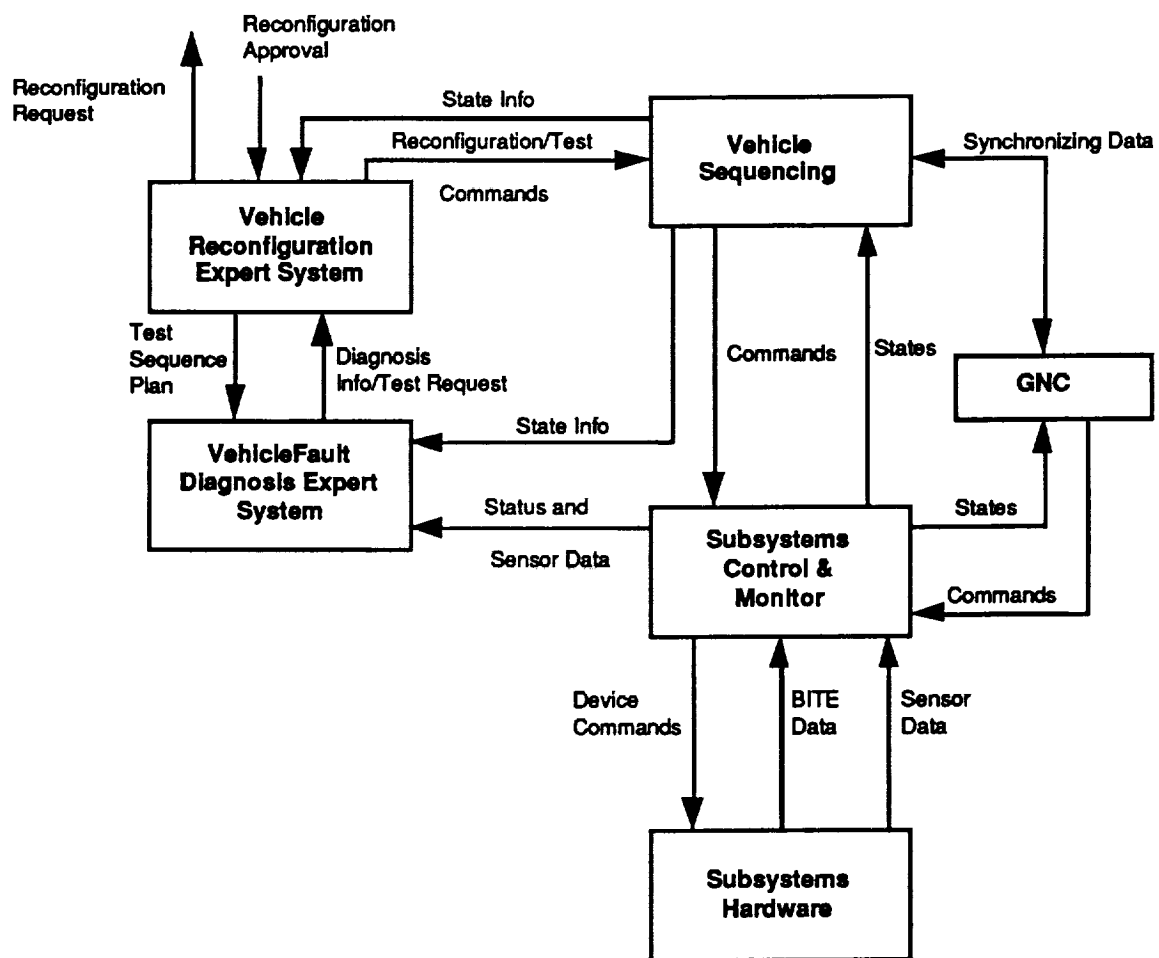 Reconfiguration
Approval
Reconfiguration
Request
State Info
Reconfiguration/Test
Commands
Vehicle
Sequencing
Synchronizing Data
Vehicle
Reconfiguration
Expert System
Test
Sequence
Plan
Diagnosis
Info/Test Request
Commands
States
GNC
State Info
VehicleFault
Diagnosis Expert
System
Status and
Sensor Data
Subsystems
Control &
Monitor
States
Commands
Device
Commands
BITE
Data
Sensor
Data
Subsystems
Hardware